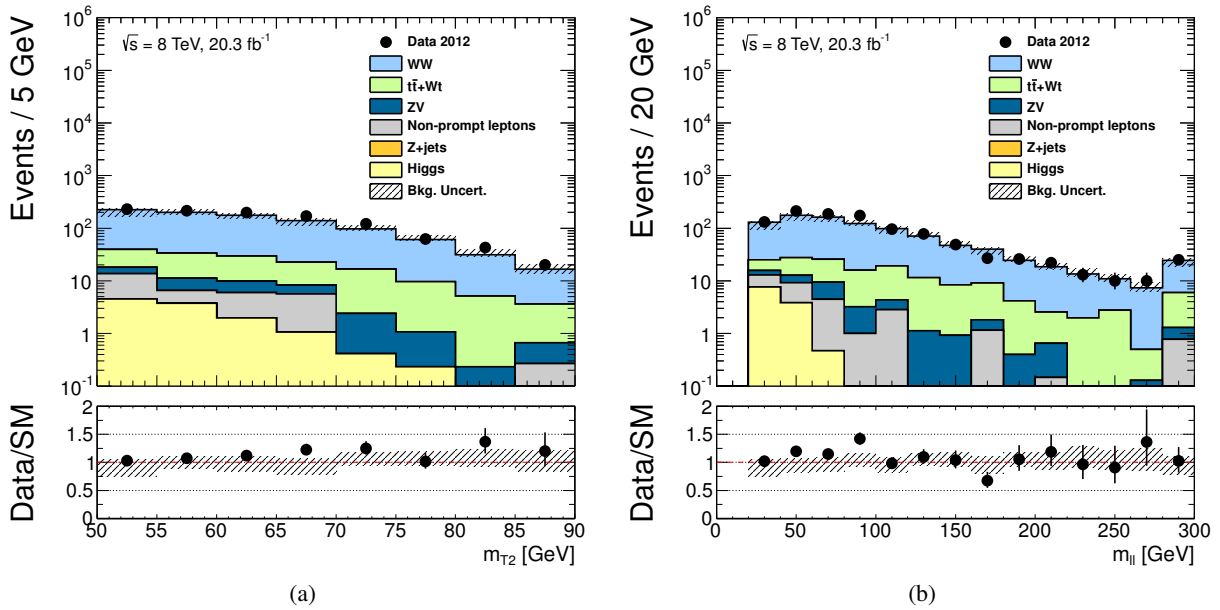 Events / 5 GeV
10⁶
10⁵
10⁴
10³
10²
10
1
10⁻¹
√s = 8 TeV, 20.3 fb⁻¹
Data 2012
WW
tt̄+Wt
ZV
Non-prompt leptons
Z+jets
Higgs
Bkg. Uncert.
Data/SM
2
1.5
1
0.5
0
50 55 60 65 70 75 80 85 90
m_T2 [GeV]
(a)
Events / 20 GeV
10⁶
10⁵
10⁴
10³
10²
10
1
10⁻¹
√s = 8 TeV, 20.3 fb⁻¹
Data 2012
WW
tt̄+Wt
ZV
Non-prompt leptons
Z+jets
Higgs
Bkg. Uncert.
Data/SM
2
1.5
1
0.5
0
0 50 100 150 200 250 300
m_ll [GeV]
(b)